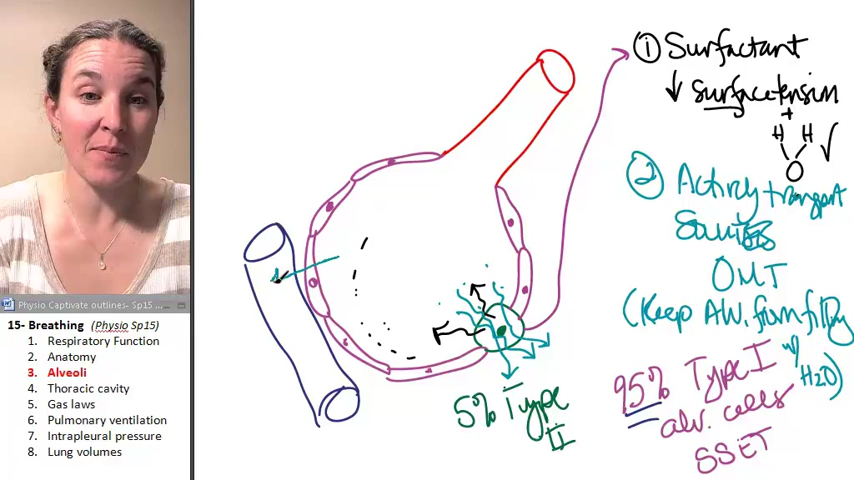 ① Surfactant
↓ surface tension
+
H H
O ✓
② Actively transport
OMT
(Keep Alv. from filling
w/
H2O)
95% Type I
alv. cells
SSET
5% Type
II
Physio Captivate outlines- Sp15 ...
15- Breathing (Physio Sp15)
1. Respiratory Function
2. Anatomy
3. Alveoli
4. Thoracic cavity
5. Gas laws
6. Pulmonary ventilation
7. Intrapleural pressure
8. Lung volumes